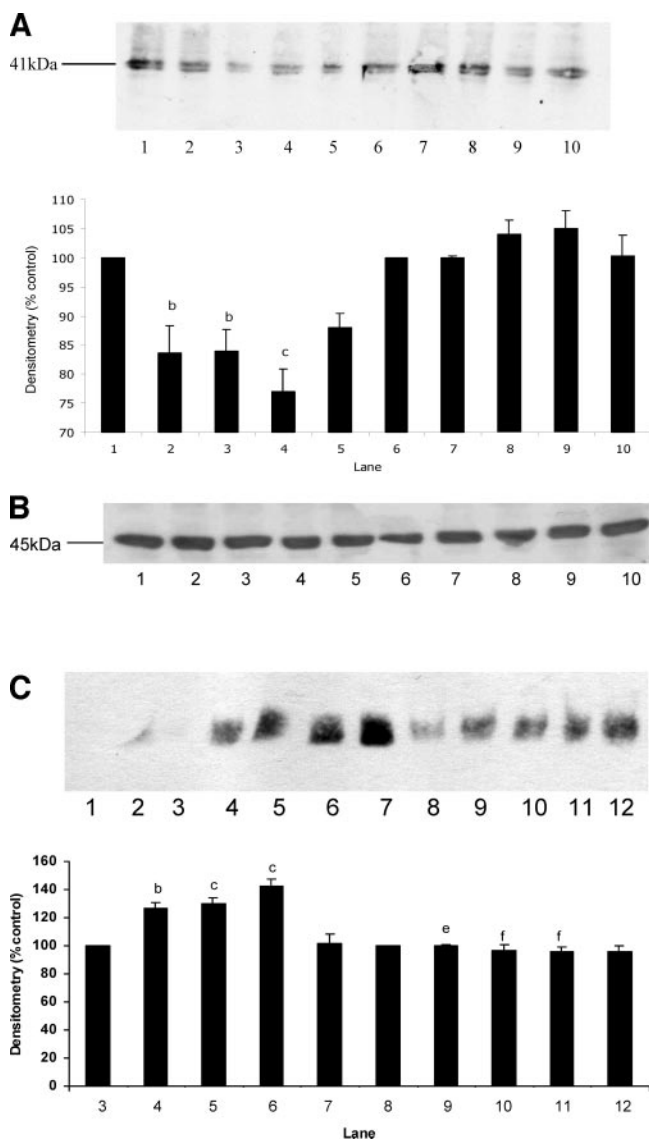 A
41kDa
1 2 3 4 5 6 7 8 9 10
Densitometry (% control)
110
105
100
95
90
85
80
75
70
b b c
1 2 3 4 5 6 7 8 9 10
Lane
B
45kDa
1 2 3 4 5 6 7 8 9 10
C
1 2 3 4 5 6 7 8 9 10 11 12
Densitometry (%control)
160
140
120
100
80
60
40
20
0
b c c e f f
3 4 5 6 7 8 9 10 11 12
Lane